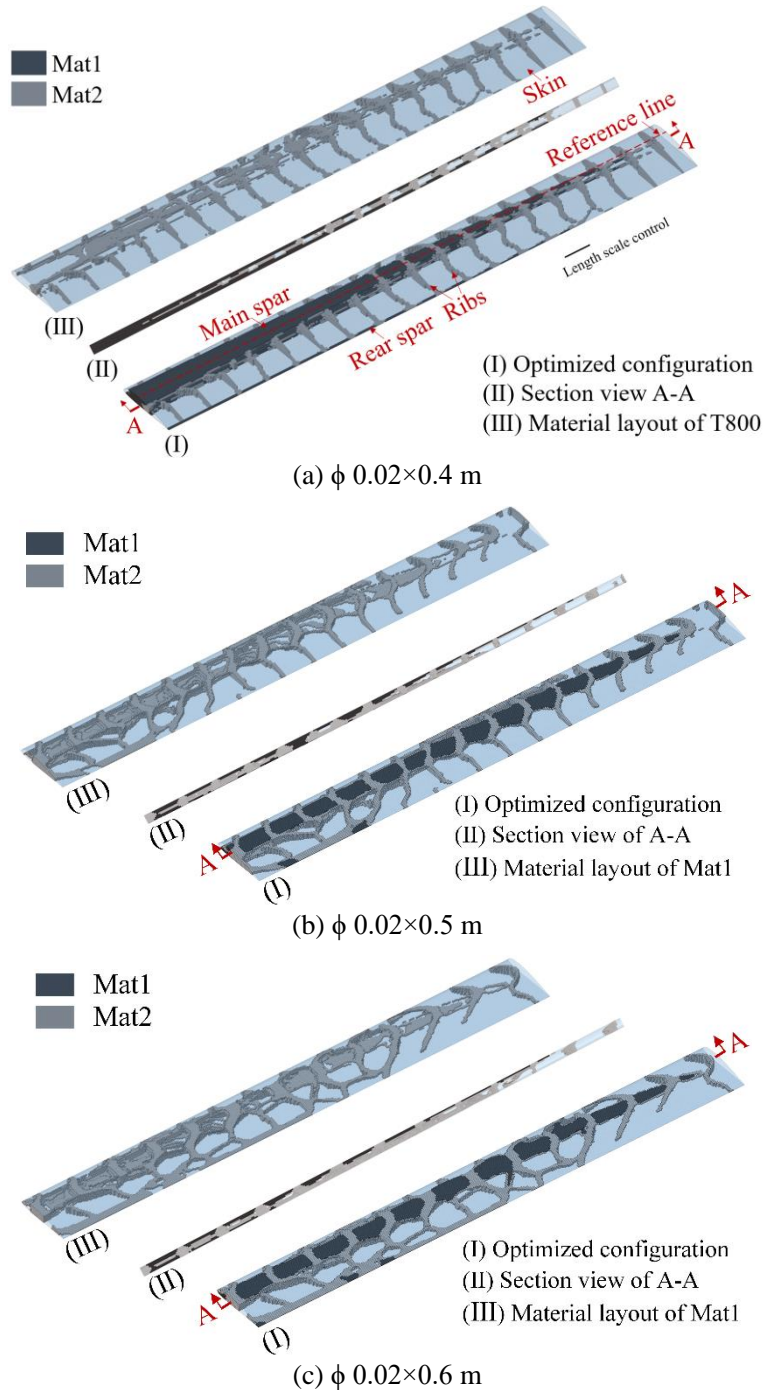 Mat1
Mat2
Skin
Reference line
A
Length scale control
Main spar
Ribs
Rear spar
(III)
(II)
A
(I)
(I) Optimized configuration
(II) Section view A-A
(III) Material layout of T800
(a) ϕ 0.02×0.4 m
Mat1
Mat2
A
(III)
(II)
A
(I)
(I) Optimized configuration
(II) Section view of A-A
(III) Material layout of Mat1
(b) ϕ 0.02×0.5 m
Mat1
Mat2
A
(III)
(II)
A
(I)
(I) Optimized configuration
(II) Section view of A-A
(III) Material layout of Mat1
(c) ϕ 0.02×0.6 m